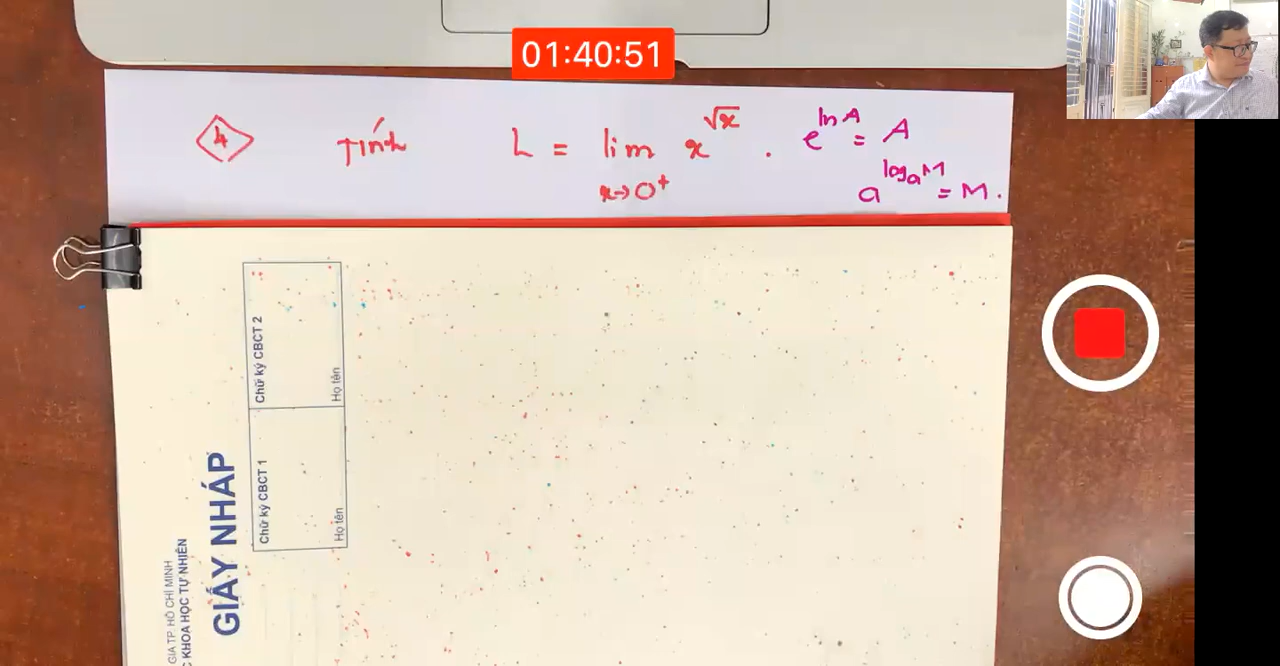 01:40:51
4 Tính L = lim x^√x . e^ln A = A
x→0⁺ a^logₐM = M.
Chữ ký CBCT 2
Họ tên
Chữ ký CBCT 1
Họ tên
GIẤY NHÁP
GIA TP. HỒ CHÍ MINH
KHOA HỌC TỰ NHIÊN